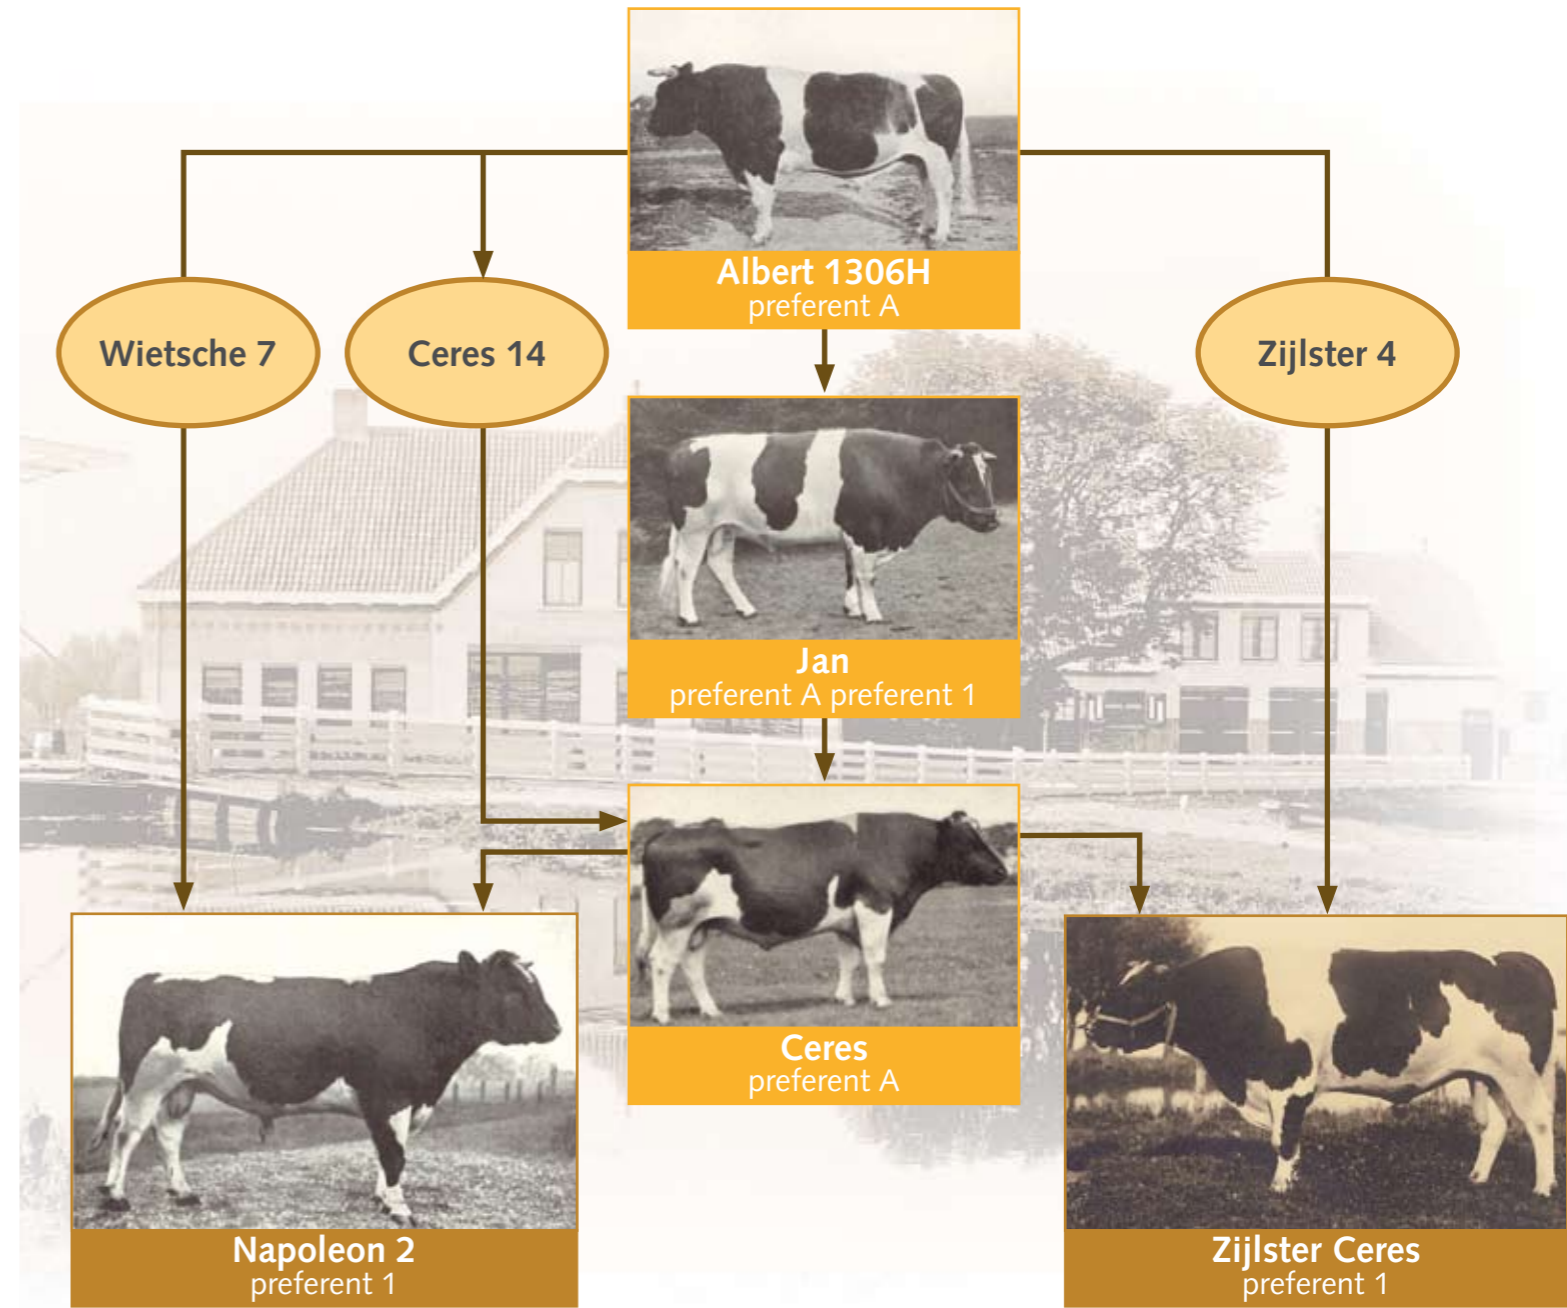 Albert 1306H
preferent A
Wietsche 7
Ceres 14
Zijlster 4
Jan
preferent A preferent 1
Ceres
preferent A
Napoleon 2
preferent 1
Zijlster Ceres
preferent 1